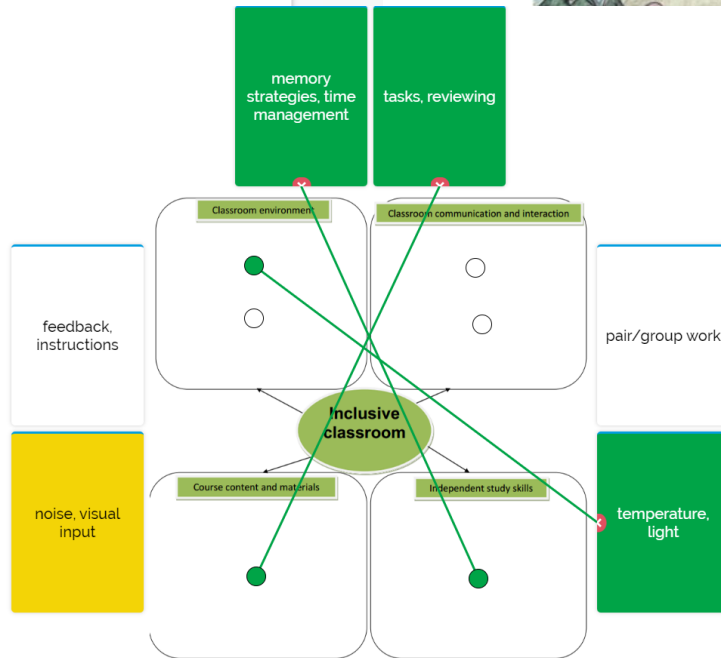 memory
strategies, time
management
tasks, reviewing
Classroom environment
Classroom communication and interaction
feedback,
instructions
pair/group work
Inclusive
classroom
noise, visual
input
Course content and materials
Independent study skills
temperature,
light